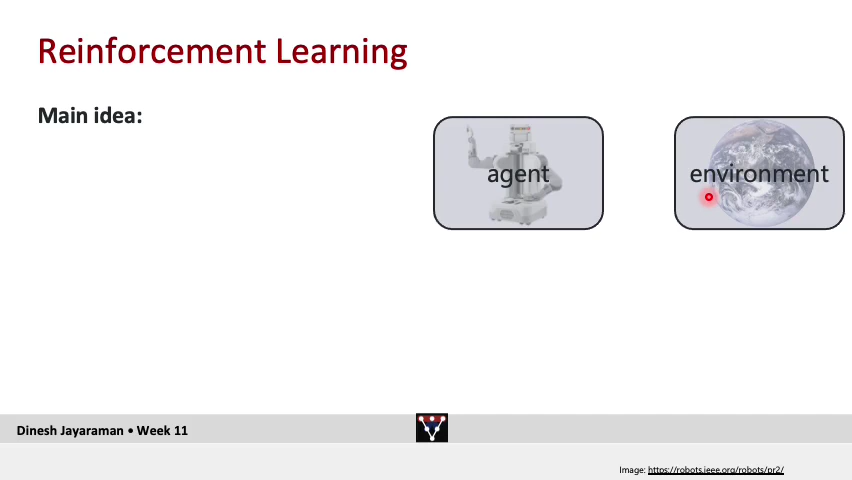 Reinforcement Learning
Main idea:
agent
environment
Dinesh Jayaraman • Week 11
Image: https://robots.ieee.org/robots/pr2/